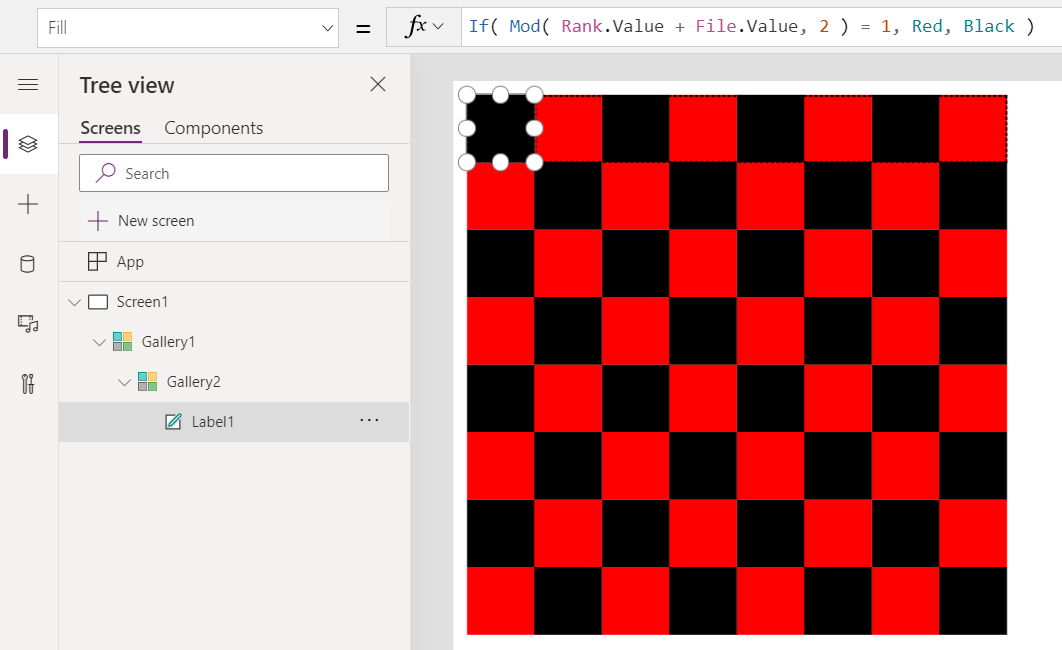 Fill
=
fx
If( Mod( Rank.Value + File.Value, 2 ) = 1, Red, Black )
Tree view
Screens
Components
Search
New screen
App
Screen1
Gallery1
Gallery2
Label1